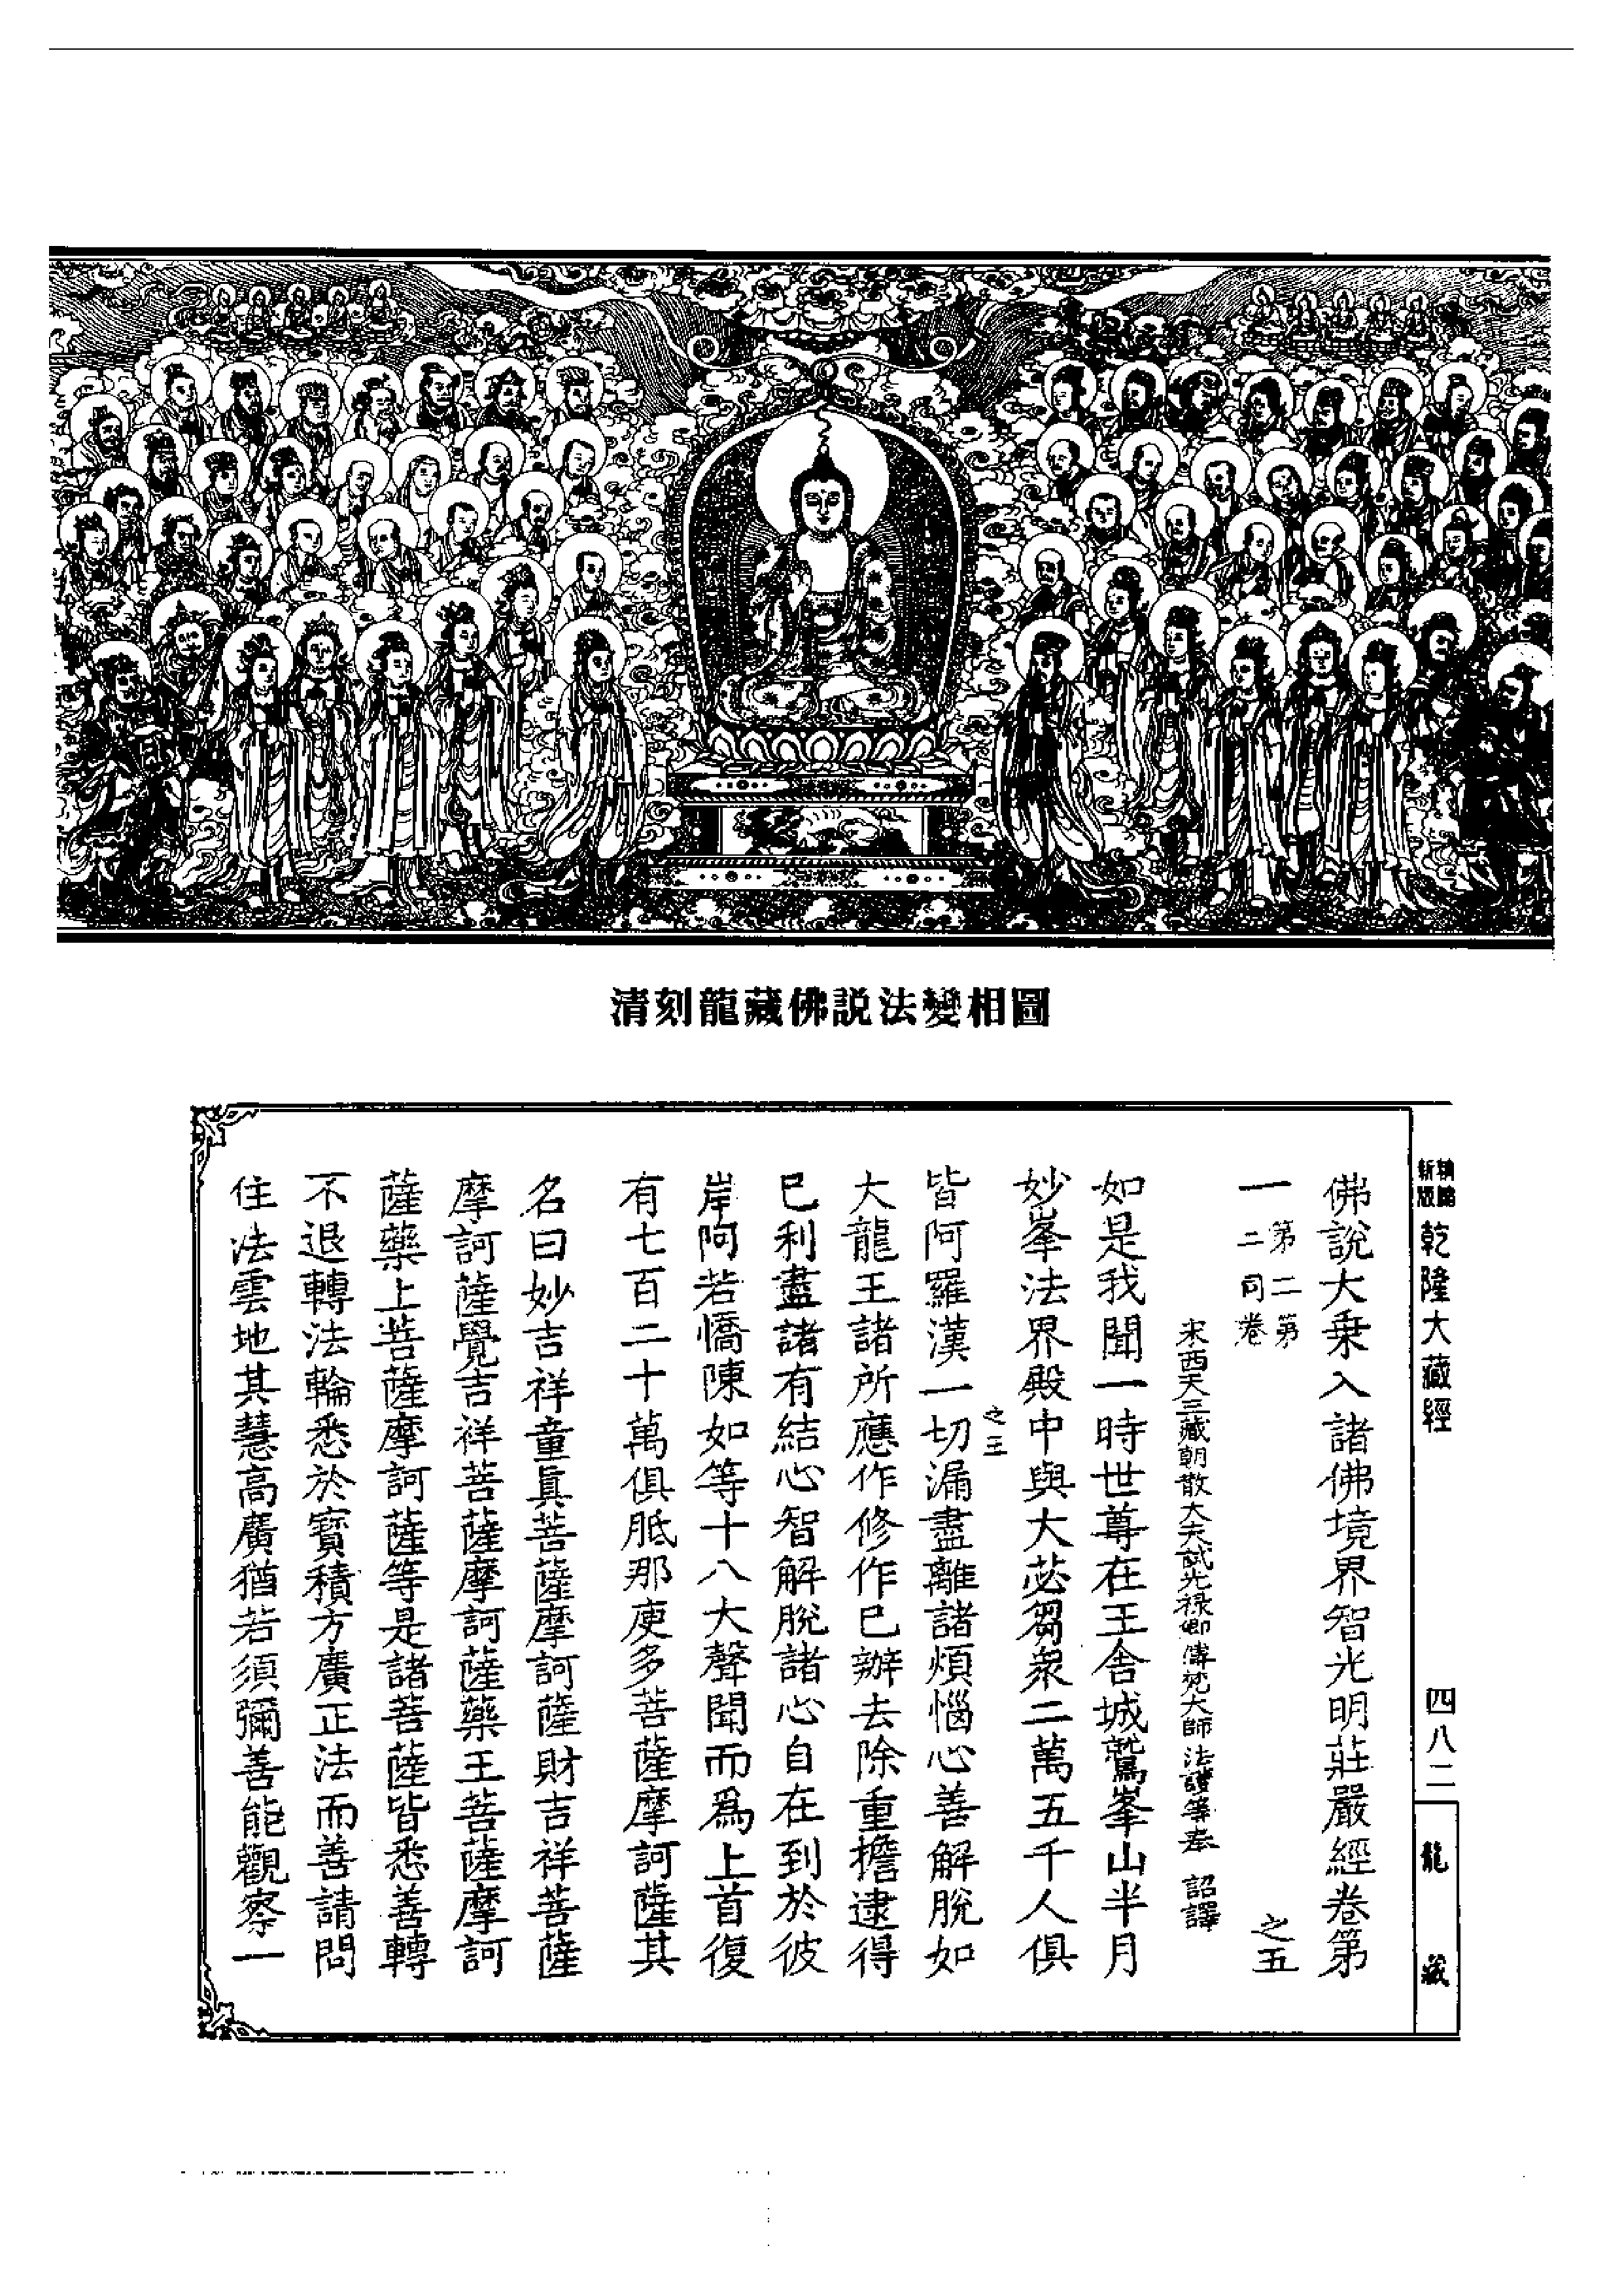 清刻龍藏佛説法變相圖
新版
乾隆大藏經
四八二
龍藏
佛說大乗入諸佛境界智光明莊嚴經卷第
一
第二第
二同卷
之五
宋西天三藏朝散大夫試光祿卿傳梵大師法護等奉 詔譯
如是我聞一時世尊在王舍城鷲峯山半月
妙峯法界殿中與大苾芻衆二萬五千人俱
之三
皆阿羅漢一切漏盡離諸煩惱心善解脫如
大龍王諸所應作修作已辦去除重擔逮得
已利盡諸有結心智解脫諸心自在到於彼
岸阿若憍陳如等十八大聲聞而爲上首復
有七百二十萬俱胝那庾多菩薩摩訶薩其
名曰妙吉祥童眞菩薩摩訶薩財吉祥菩薩
摩訶薩覺吉祥菩薩摩訶薩藥王菩薩摩訶
薩藥上菩薩摩訶薩等是諸菩薩皆悉善轉
不退轉法輪悉於寳積方廣正法而善請問
住法雲地其慧高廣猶若須彌善能觀察一